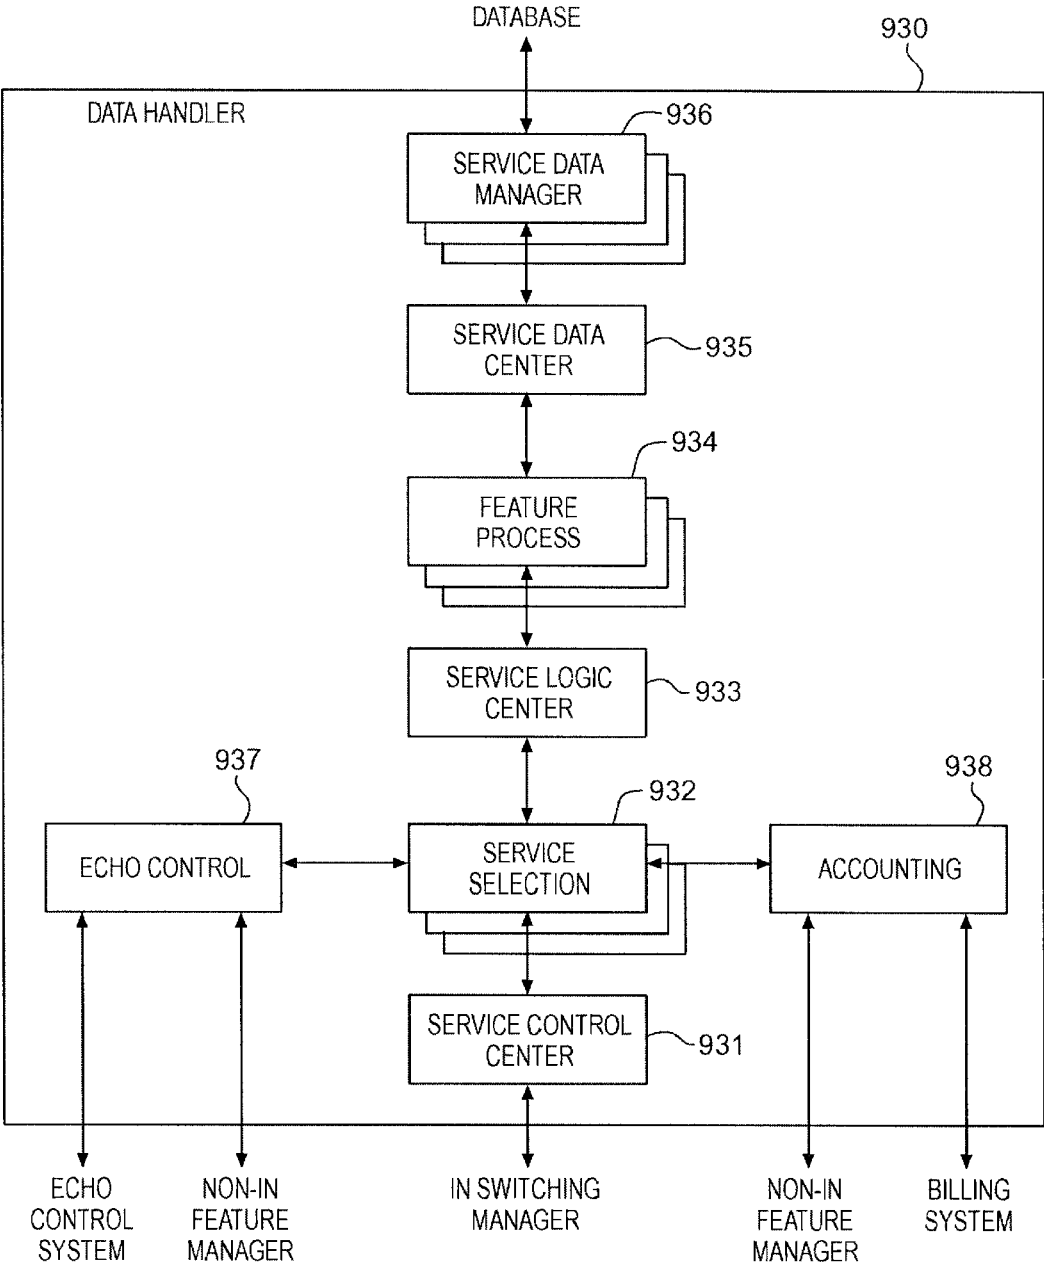 DATABASE
930
DATA HANDLER
936
SERVICE DATA
MANAGER
SERVICE DATA
CENTER
935
934
FEATURE
PROCESS
SERVICE LOGIC
CENTER
933
937
932
938
ECHO CONTROL
SERVICE
SELECTION
ACCOUNTING
SERVICE CONTROL
CENTER
931
ECHO
CONTROL
SYSTEM
NON-IN
FEATURE
MANAGER
IN SWITCHING
MANAGER
NON-IN
FEATURE
MANAGER
BILLING
SYSTEM